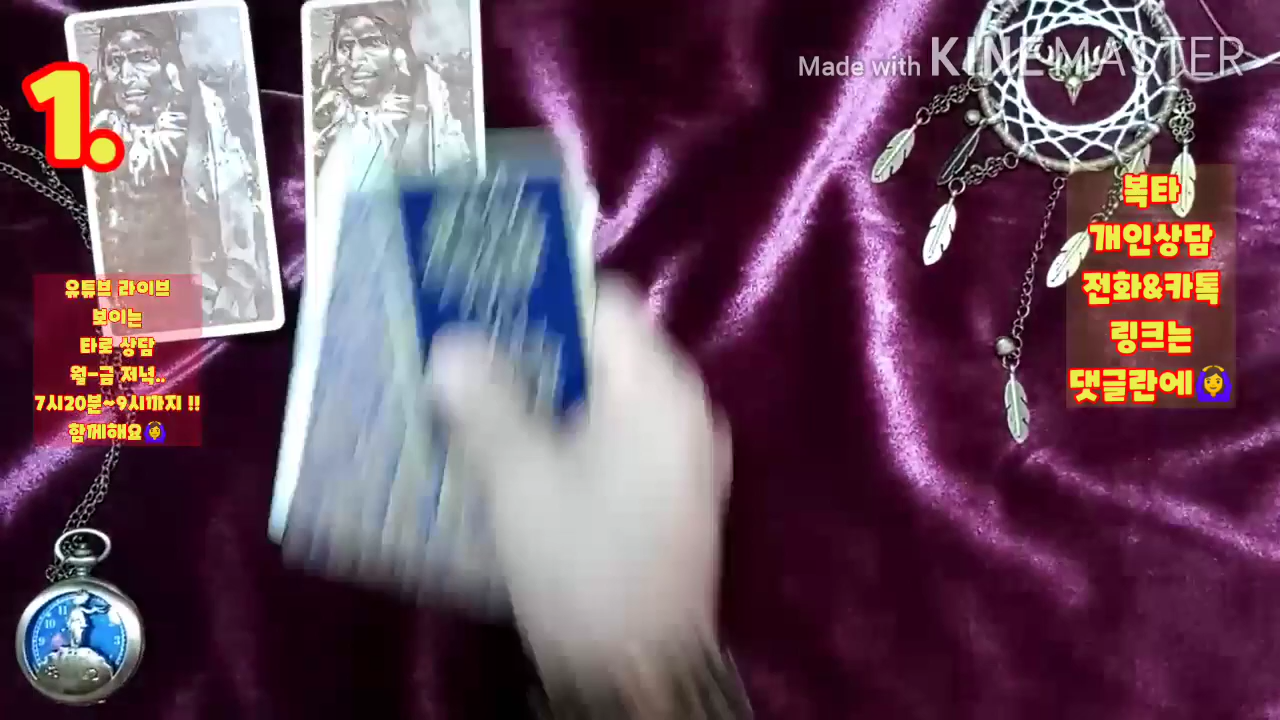 1.
Made with KINEMASTER
복타
개인상담
전화&카톡
링크는
댓글란에🙆‍♀️
유튜브 라이브
보이는
타로 상담
월-금 저녁..
7시20분~9시까지 !!
함께해요🙆‍♀️